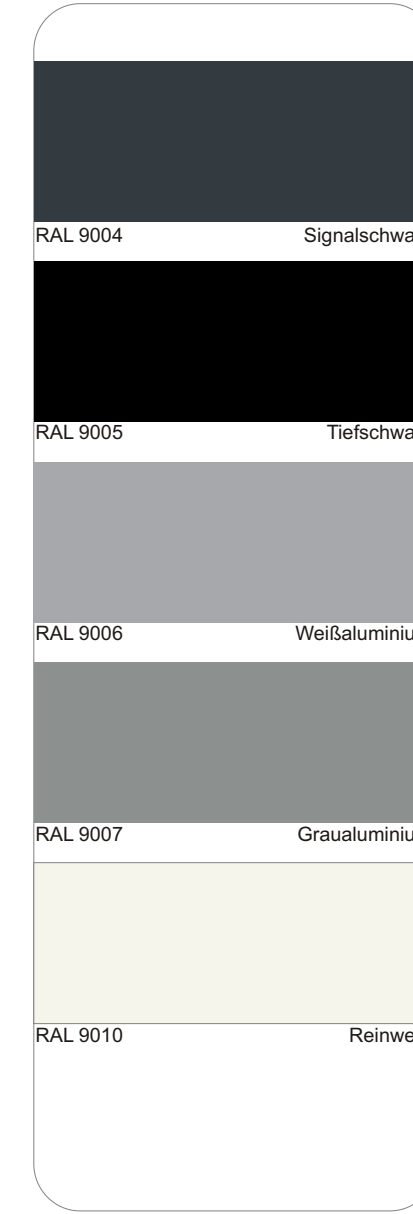 RAL 9004 Signalschwa
RAL 9005 Tiefschwa
RAL 9006 Weißaluminiu
RAL 9007 Graualuminiu
RAL 9010 Reinwe